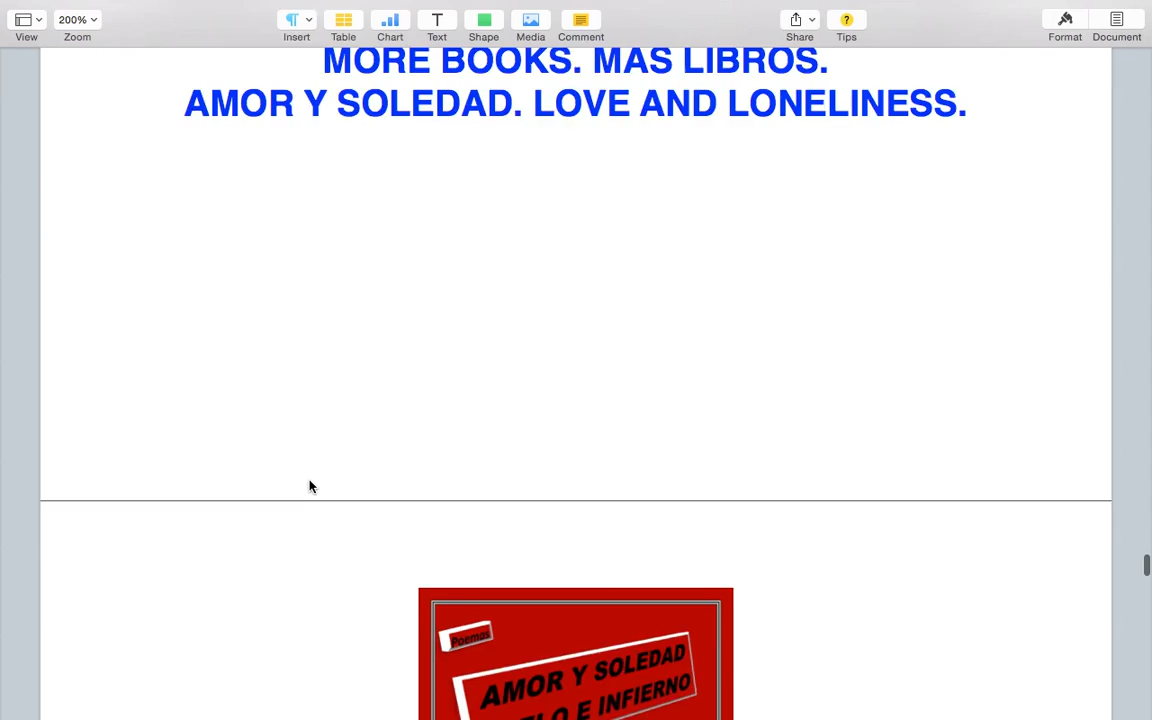 200%
View Zoom Insert Table Chart Text Shape Media Comment Share Tips Format Document
MORE BOOKS. MAS LIBROS.
AMOR Y SOLEDAD. LOVE AND LONELINESS.
Poemas
AMOR Y SOLEDAD
E INFIERNO